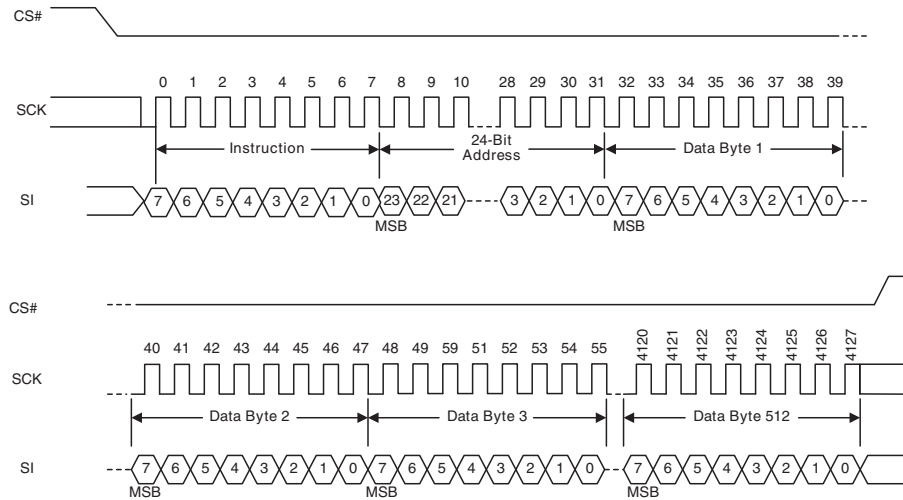 CS#
0 1 2 3 4 5 6 7 8 9 10 28 29 30 31 32 33 34 35 36 37 38 39
SCK
Instruction 24-Bit Address Data Byte 1
SI 7 6 5 4 3 2 1 0 23 22 21 3 2 1 0 7 6 5 4 3 2 1 0
MSB MSB
CS#
40 41 42 43 44 45 46 47 48 49 59 51 52 53 54 55 4120 4121 4122 4123 4124 4125 4126 4127
SCK
Data Byte 2 Data Byte 3 Data Byte 512
SI 7 6 5 4 3 2 1 0 7 6 5 4 3 2 1 0 7 6 5 4 3 2 1 0
MSB MSB MSB